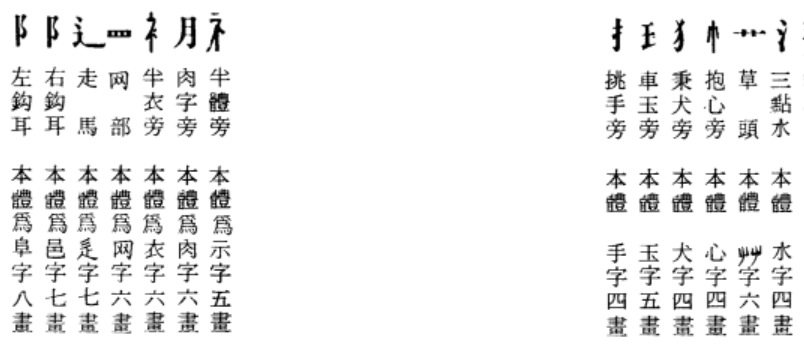 氵 三點水 本體 水字四畫
艹 草頭 本體 艸字六畫
忄 抱心旁 本體 心字四畫
犭 秉犬旁 本體 犬字四畫
王 車玉旁 本體 玉字五畫
扌 挑手旁 本體 手字四畫
礻 半體旁 本體爲示字五畫
月 肉字旁 本體爲肉字六畫
衤 半衣旁 本體爲衣字六畫
罒 网部 本體爲网字六畫
辶 走馬 本體爲辵字七畫
阝 右鈎耳 本體爲邑字七畫
阝 左鈎耳 本體爲阜字八畫